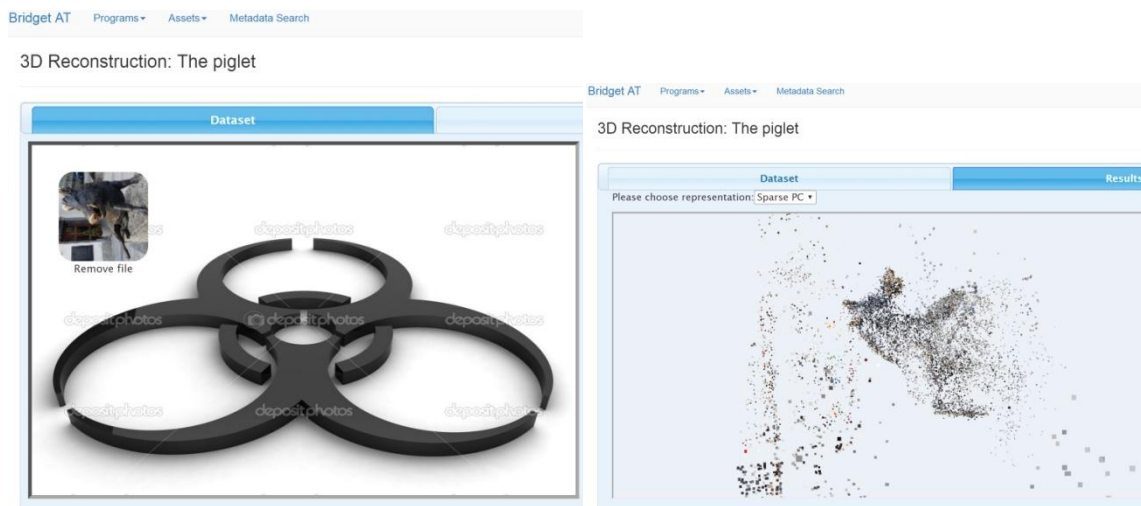 Bridget AT Programs▾ Assets▾ Metadata Search
3D Reconstruction: The piglet
Dataset
Remove file
depositphotos depositphotos
depositphotos depositphotos depositphotos
depositphotos depositphotos depositphotos
Bridget AT Programs▾ Assets▾ Metadata Search
3D Reconstruction: The piglet
Dataset Results
Please choose representation: Sparse PC ▾